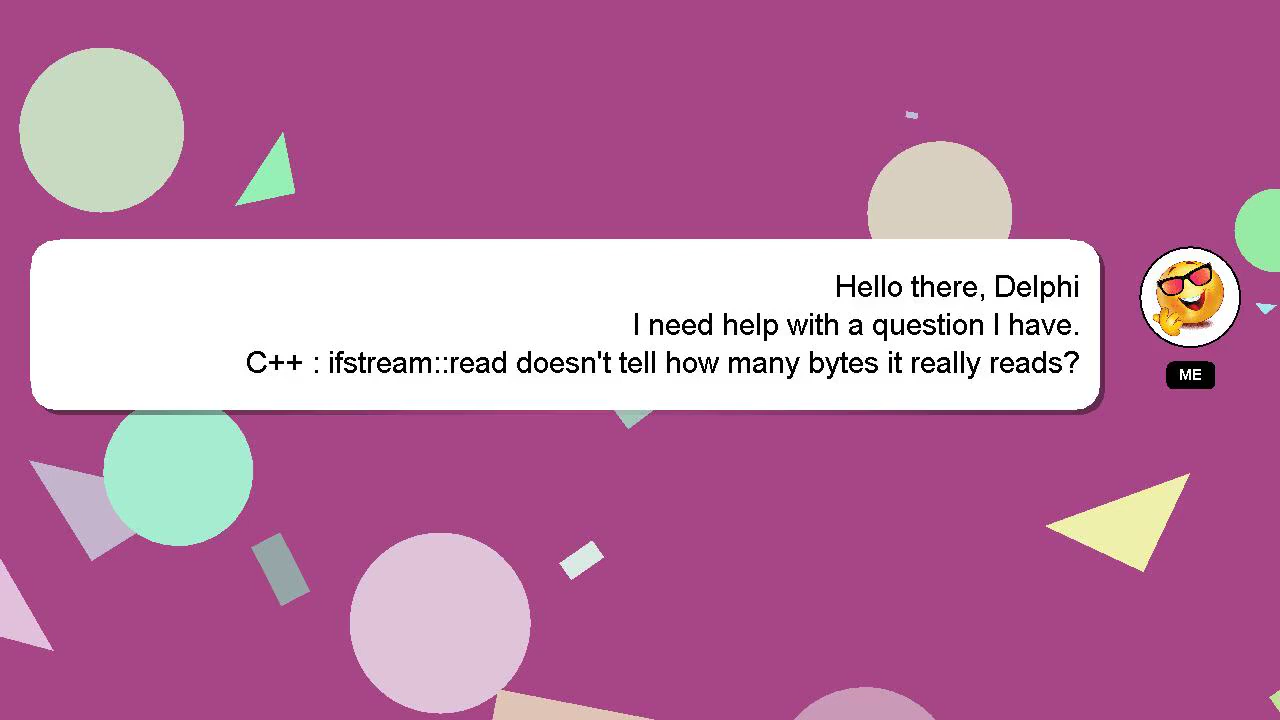 Hello there, Delphi
I need help with a question I have.
C++ : ifstream::read doesn't tell how many bytes it really reads?
ME